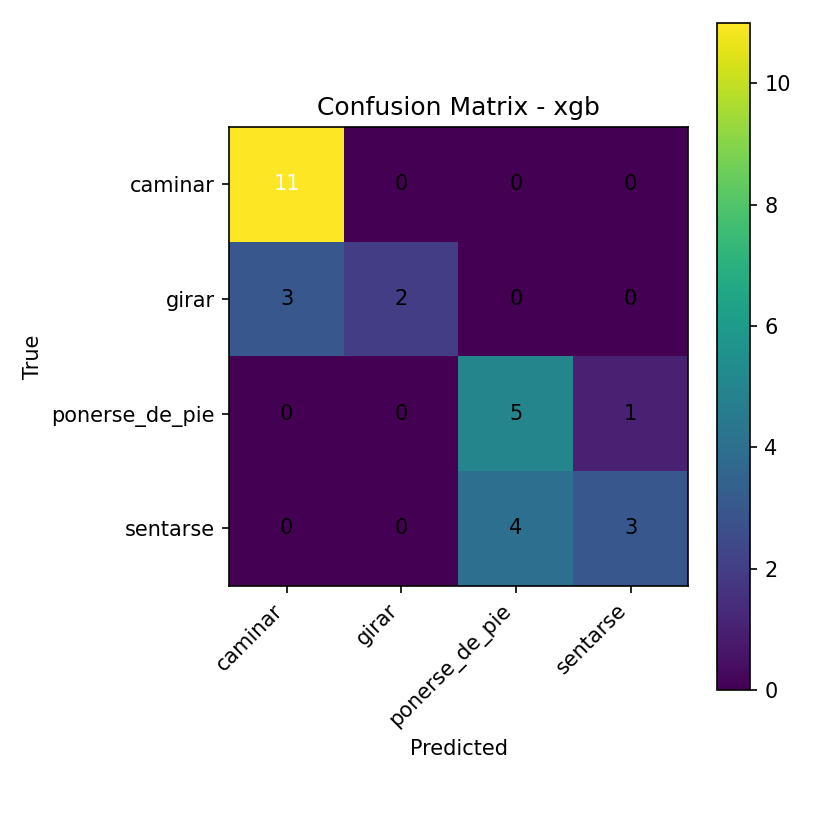 Confusion Matrix - xgb
caminar 11 0 0 0
girar 3 2 0 0
ponerse_de_pie 0 0 5 1
sentarse 0 0 4 3
caminar girar ponerse_de_pie sentarse
True
Predicted
10
8
6
4
2
0